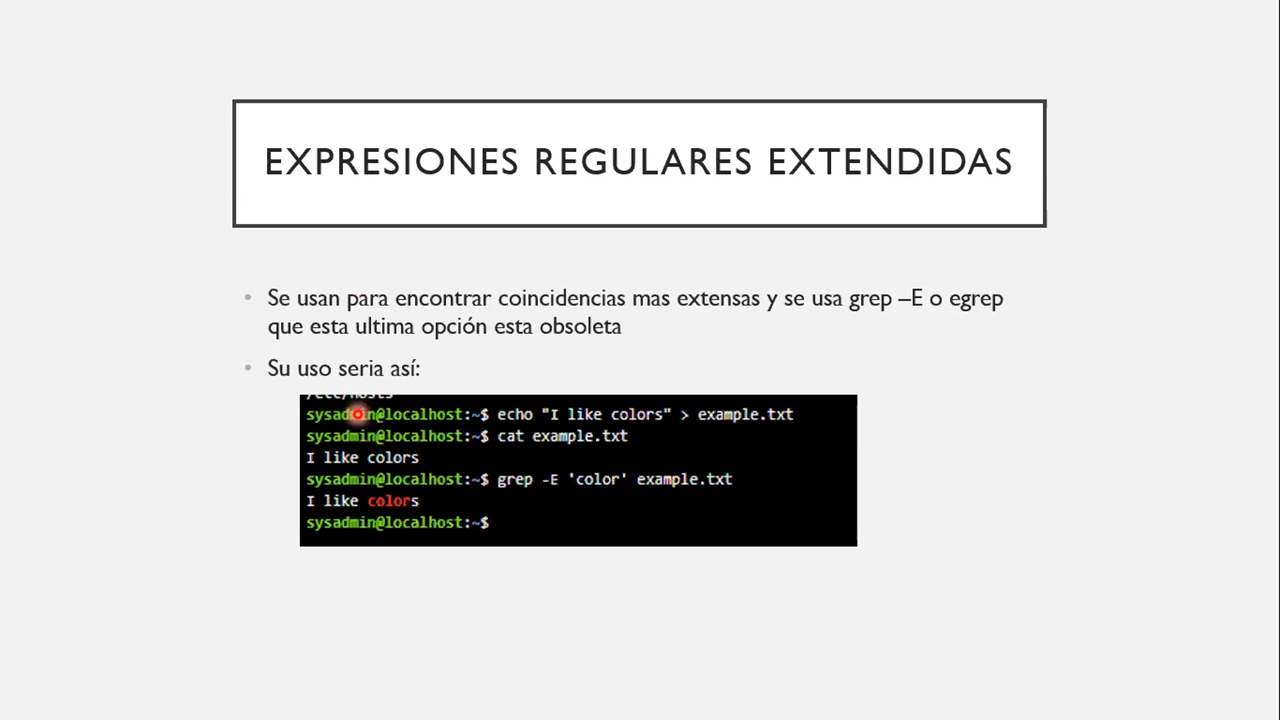 EXPRESIONES REGULARES EXTENDIDAS
• Se usan para encontrar coincidencias mas extensas y se usa grep –E o egrep
que esta ultima opción esta obsoleta
• Su uso seria así:
/etc/hosts
sysadmin@localhost:~$ echo "I like colors" > example.txt
sysadmin@localhost:~$ cat example.txt
I like colors
sysadmin@localhost:~$ grep -E 'color' example.txt
I like colors
sysadmin@localhost:~$